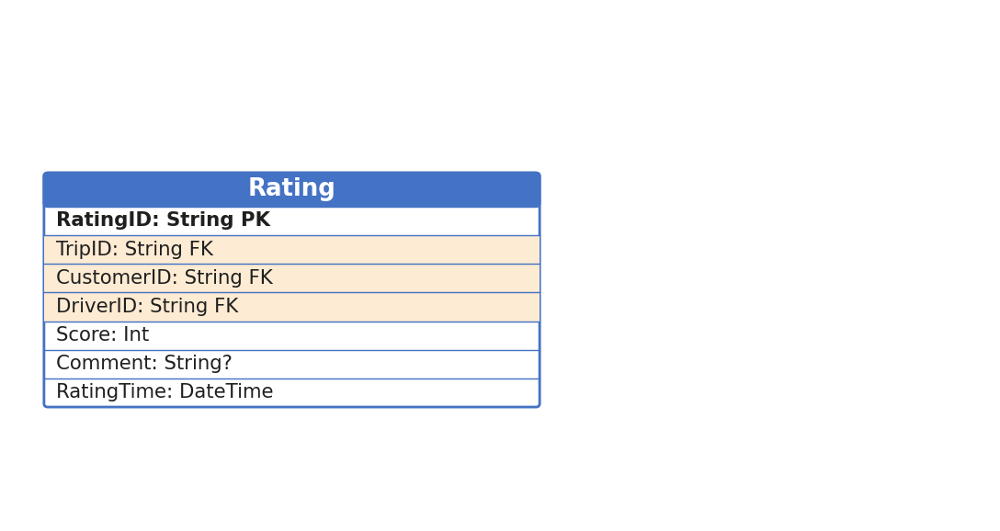 Rating
RatingID: String PK
TripID: String FK
CustomerID: String FK
DriverID: String FK
Score: Int
Comment: String?
RatingTime: DateTime